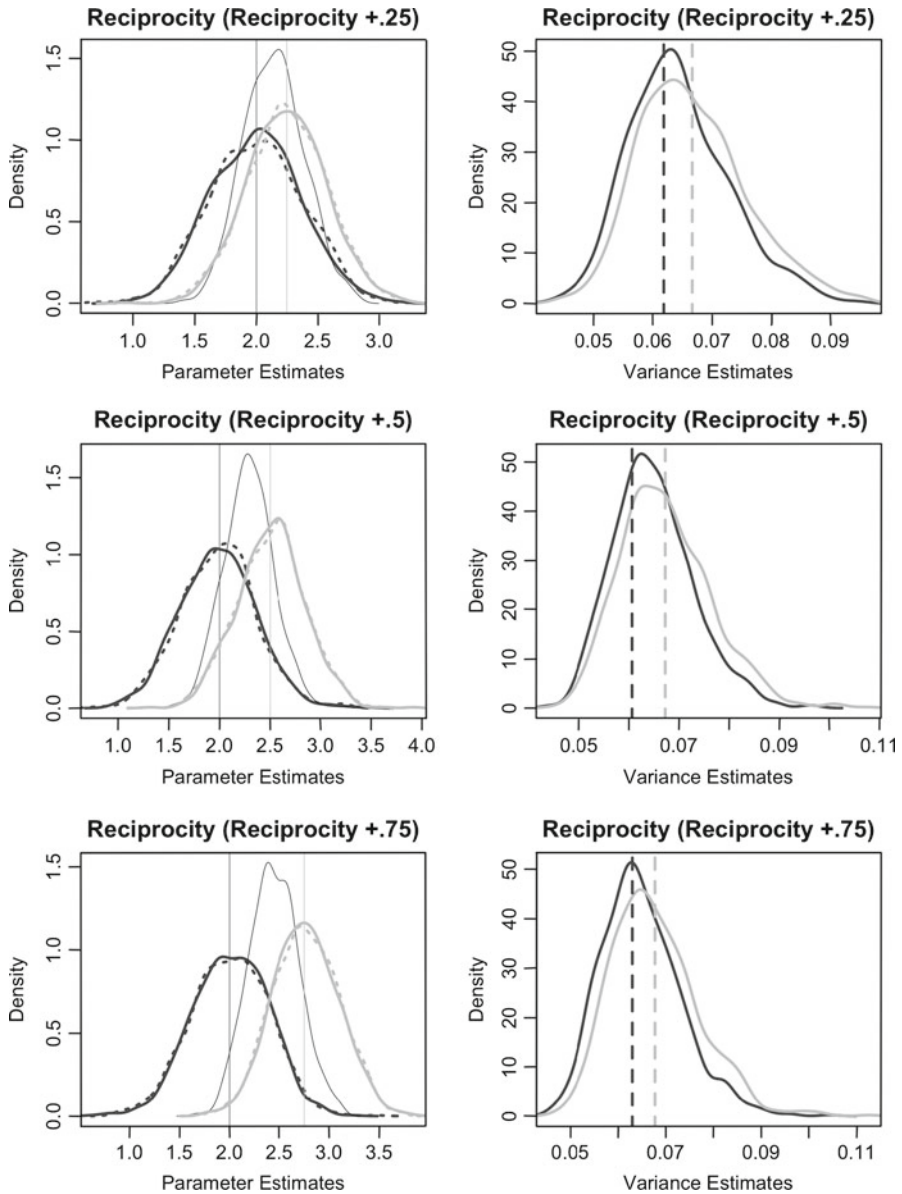 Reciprocity (Reciprocity +.25)
Density
0.0 0.5 1.0 1.5
1.0 1.5 2.0 2.5 3.0
Parameter Estimates
Reciprocity (Reciprocity +.25)
Density
0 10 20 30 40 50
0.05 0.06 0.07 0.08 0.09
Variance Estimates
Reciprocity (Reciprocity +.5)
Density
0.0 0.5 1.0 1.5
1.0 1.5 2.0 2.5 3.0 3.5 4.0
Parameter Estimates
Reciprocity (Reciprocity +.5)
Density
0 10 20 30 40 50
0.05 0.07 0.09 0.11
Variance Estimates
Reciprocity (Reciprocity +.75)
Density
0.0 0.5 1.0 1.5
1.0 1.5 2.0 2.5 3.0 3.5
Parameter Estimates
Reciprocity (Reciprocity +.75)
Density
0 10 20 30 40 50
0.05 0.07 0.09 0.11
Variance Estimates